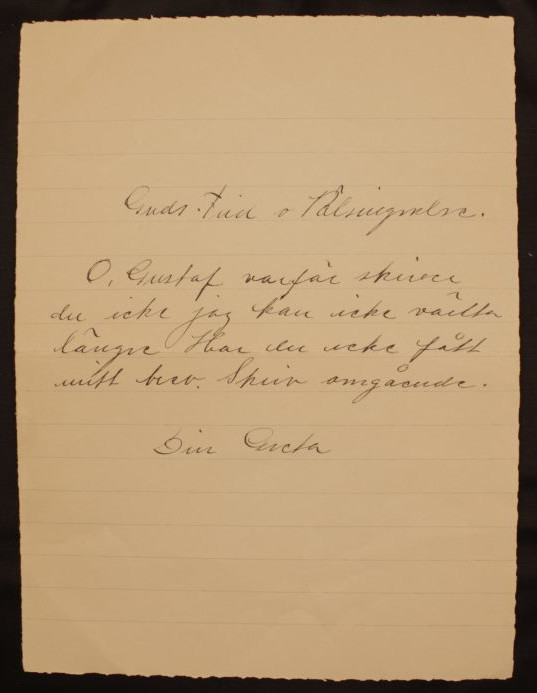 Guds Frid o Välsignelse.
O, Gustaf varför skriver
du icke jag kan icke vänta
längre Har du icke fått
mitt brev. Skriv omgående.
Din Greta